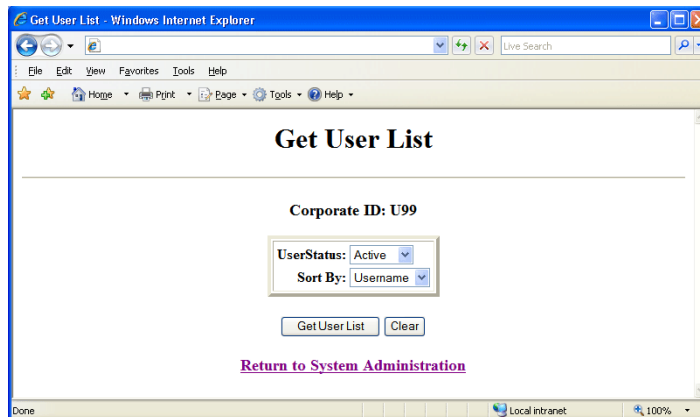 Get User List - Windows Internet Explorer
Live Search
File Edit View Favorites Tools Help
Home Print Page Tools Help
Get User List
Corporate ID: U99
UserStatus: Active
Sort By: Username
Get User List Clear
Return to System Administration
Done Local intranet 100%